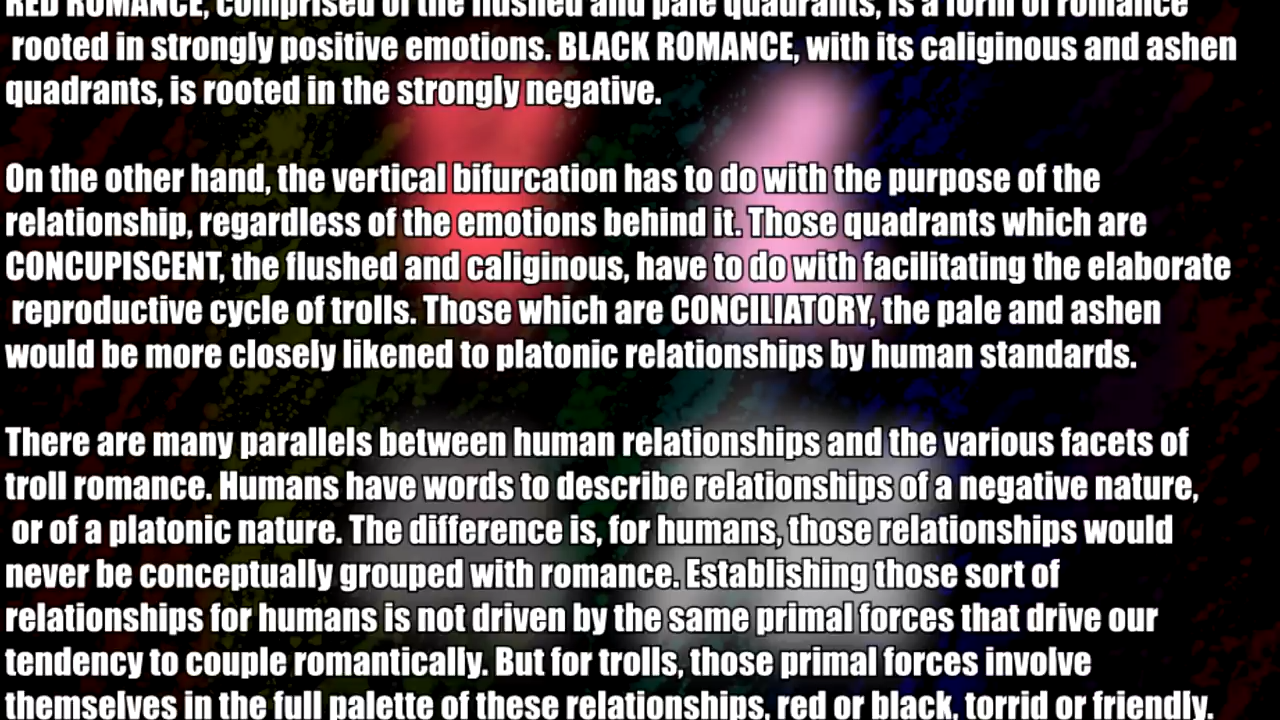 RED ROMANCE, comprised of the flushed and pale quadrants, is a form of romance
rooted in strongly positive emotions. BLACK ROMANCE, with its caliginous and ashen
quadrants, is rooted in the strongly negative.
On the other hand, the vertical bifurcation has to do with the purpose of the
relationship, regardless of the emotions behind it. Those quadrants which are
CONCUPISCENT, the flushed and caliginous, have to do with facilitating the elaborate
reproductive cycle of trolls. Those which are CONCILIATORY, the pale and ashen
would be more closely likened to platonic relationships by human standards.
There are many parallels between human relationships and the various facets of
troll romance. Humans have words to describe relationships of a negative nature,
or of a platonic nature. The difference is, for humans, those relationships would
never be conceptually grouped with romance. Establishing those sort of
relationships for humans is not driven by the same primal forces that drive our
tendency to couple romantically. But for trolls, those primal forces involve
themselves in the full palette of these relationships, red or black, torrid or friendly.